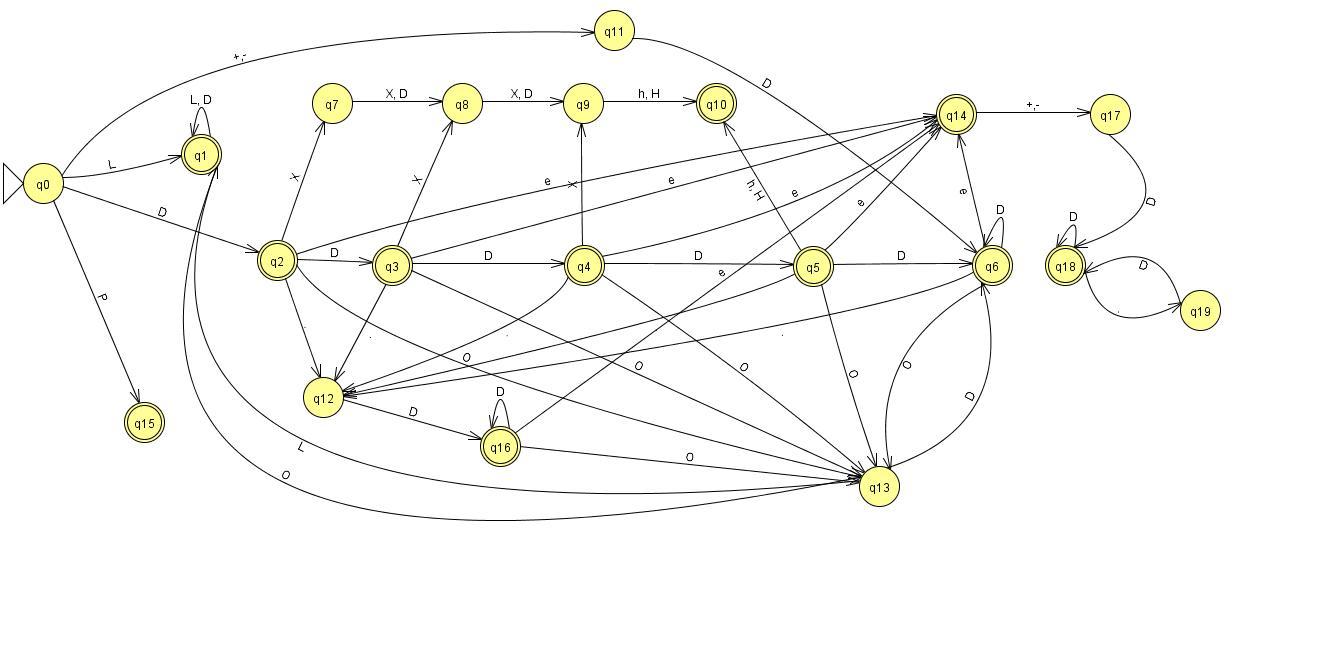 q11
+,-
D
q7
X, D
q8
X, D
q9
h, H
q10
q14
+,-
q17
L, D
q1
L
q0
D
P
X
X
X
e
e
e
e
e
e
h, H
D
D
q2
D
q3
D
q4
D
q5
D
q6
D
q18
D
.
q19
.
.
.
.
O
O
O
O
O
D
q12
D
D
q16
O
q15
L
O
q13